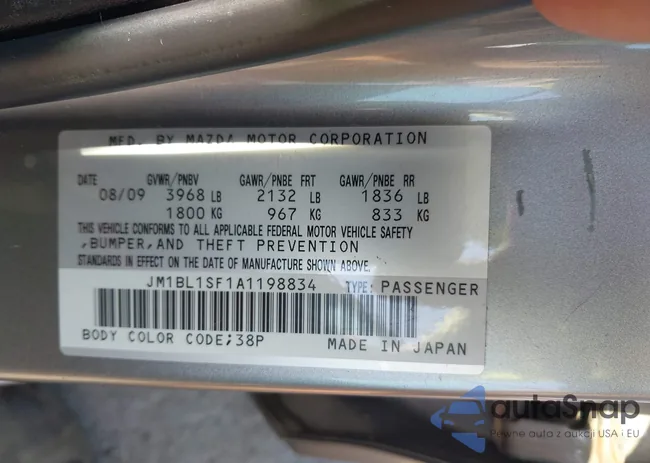 MFD. BY MAZDA MOTOR CORPORATION
DATE GVWR/PNBV GAWR/PNBE FRT GAWR/PNBE RR
08/09 3968 LB 2132 LB 1836 LB
1800 KG 967 KG 833 KG
THIS VEHICLE CONFORMS TO ALL APPLICABLE FEDERAL MOTOR VEHICLE SAFETY
,BUMPER,AND THEFT PREVENTION
STANDARDS IN EFFECT ON THE DATE OF MANUFACTURE SHOWN ABOVE.
JM1BL1SF1A1198834 TYPE: PASSENGER
BODY COLOR CODE;38P MADE IN JAPAN
autoSnap
Pewne auta z aukcji USA i EU